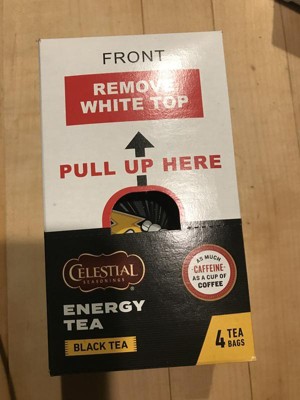 FRONT
REMOVE
WHITE TOP
PULL UP HERE
CELESTIAL
SEASONINGS
ENERGY
TEA
BLACK TEA
AS MUCH
CAFFEINE
AS A CUP OF
COFFEE
4 TEA
BAGS